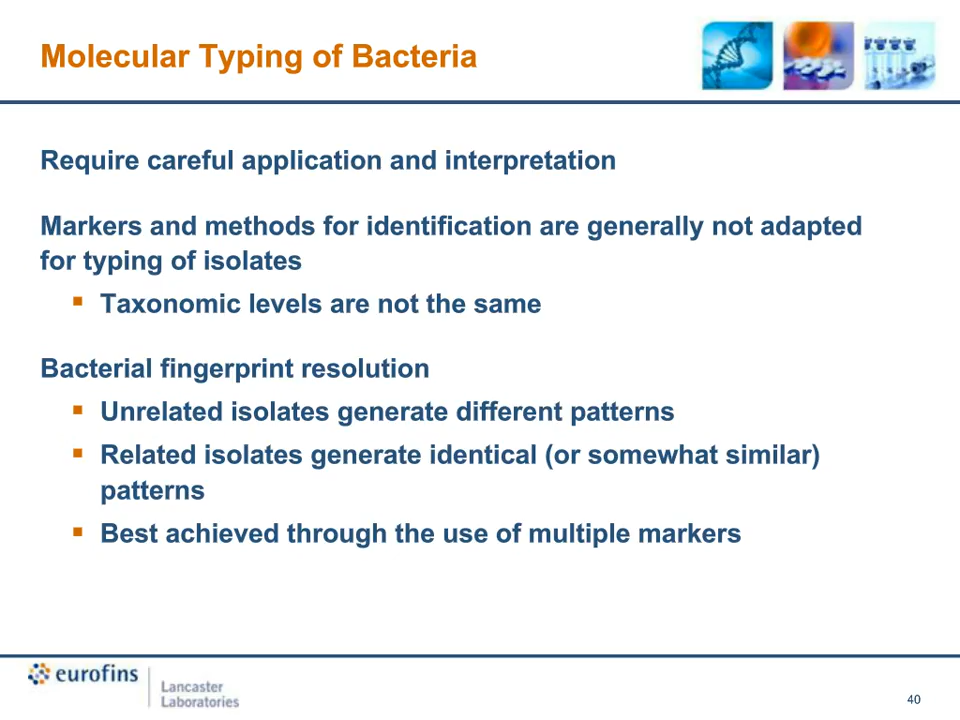 Molecular Typing of Bacteria
Require careful application and interpretation
Markers and methods for identification are generally not adapted
for typing of isolates
▪ Taxonomic levels are not the same
Bacterial fingerprint resolution
▪ Unrelated isolates generate different patterns
▪ Related isolates generate identical (or somewhat similar)
patterns
▪ Best achieved through the use of multiple markers
eurofins
Lancaster
Laboratories
40